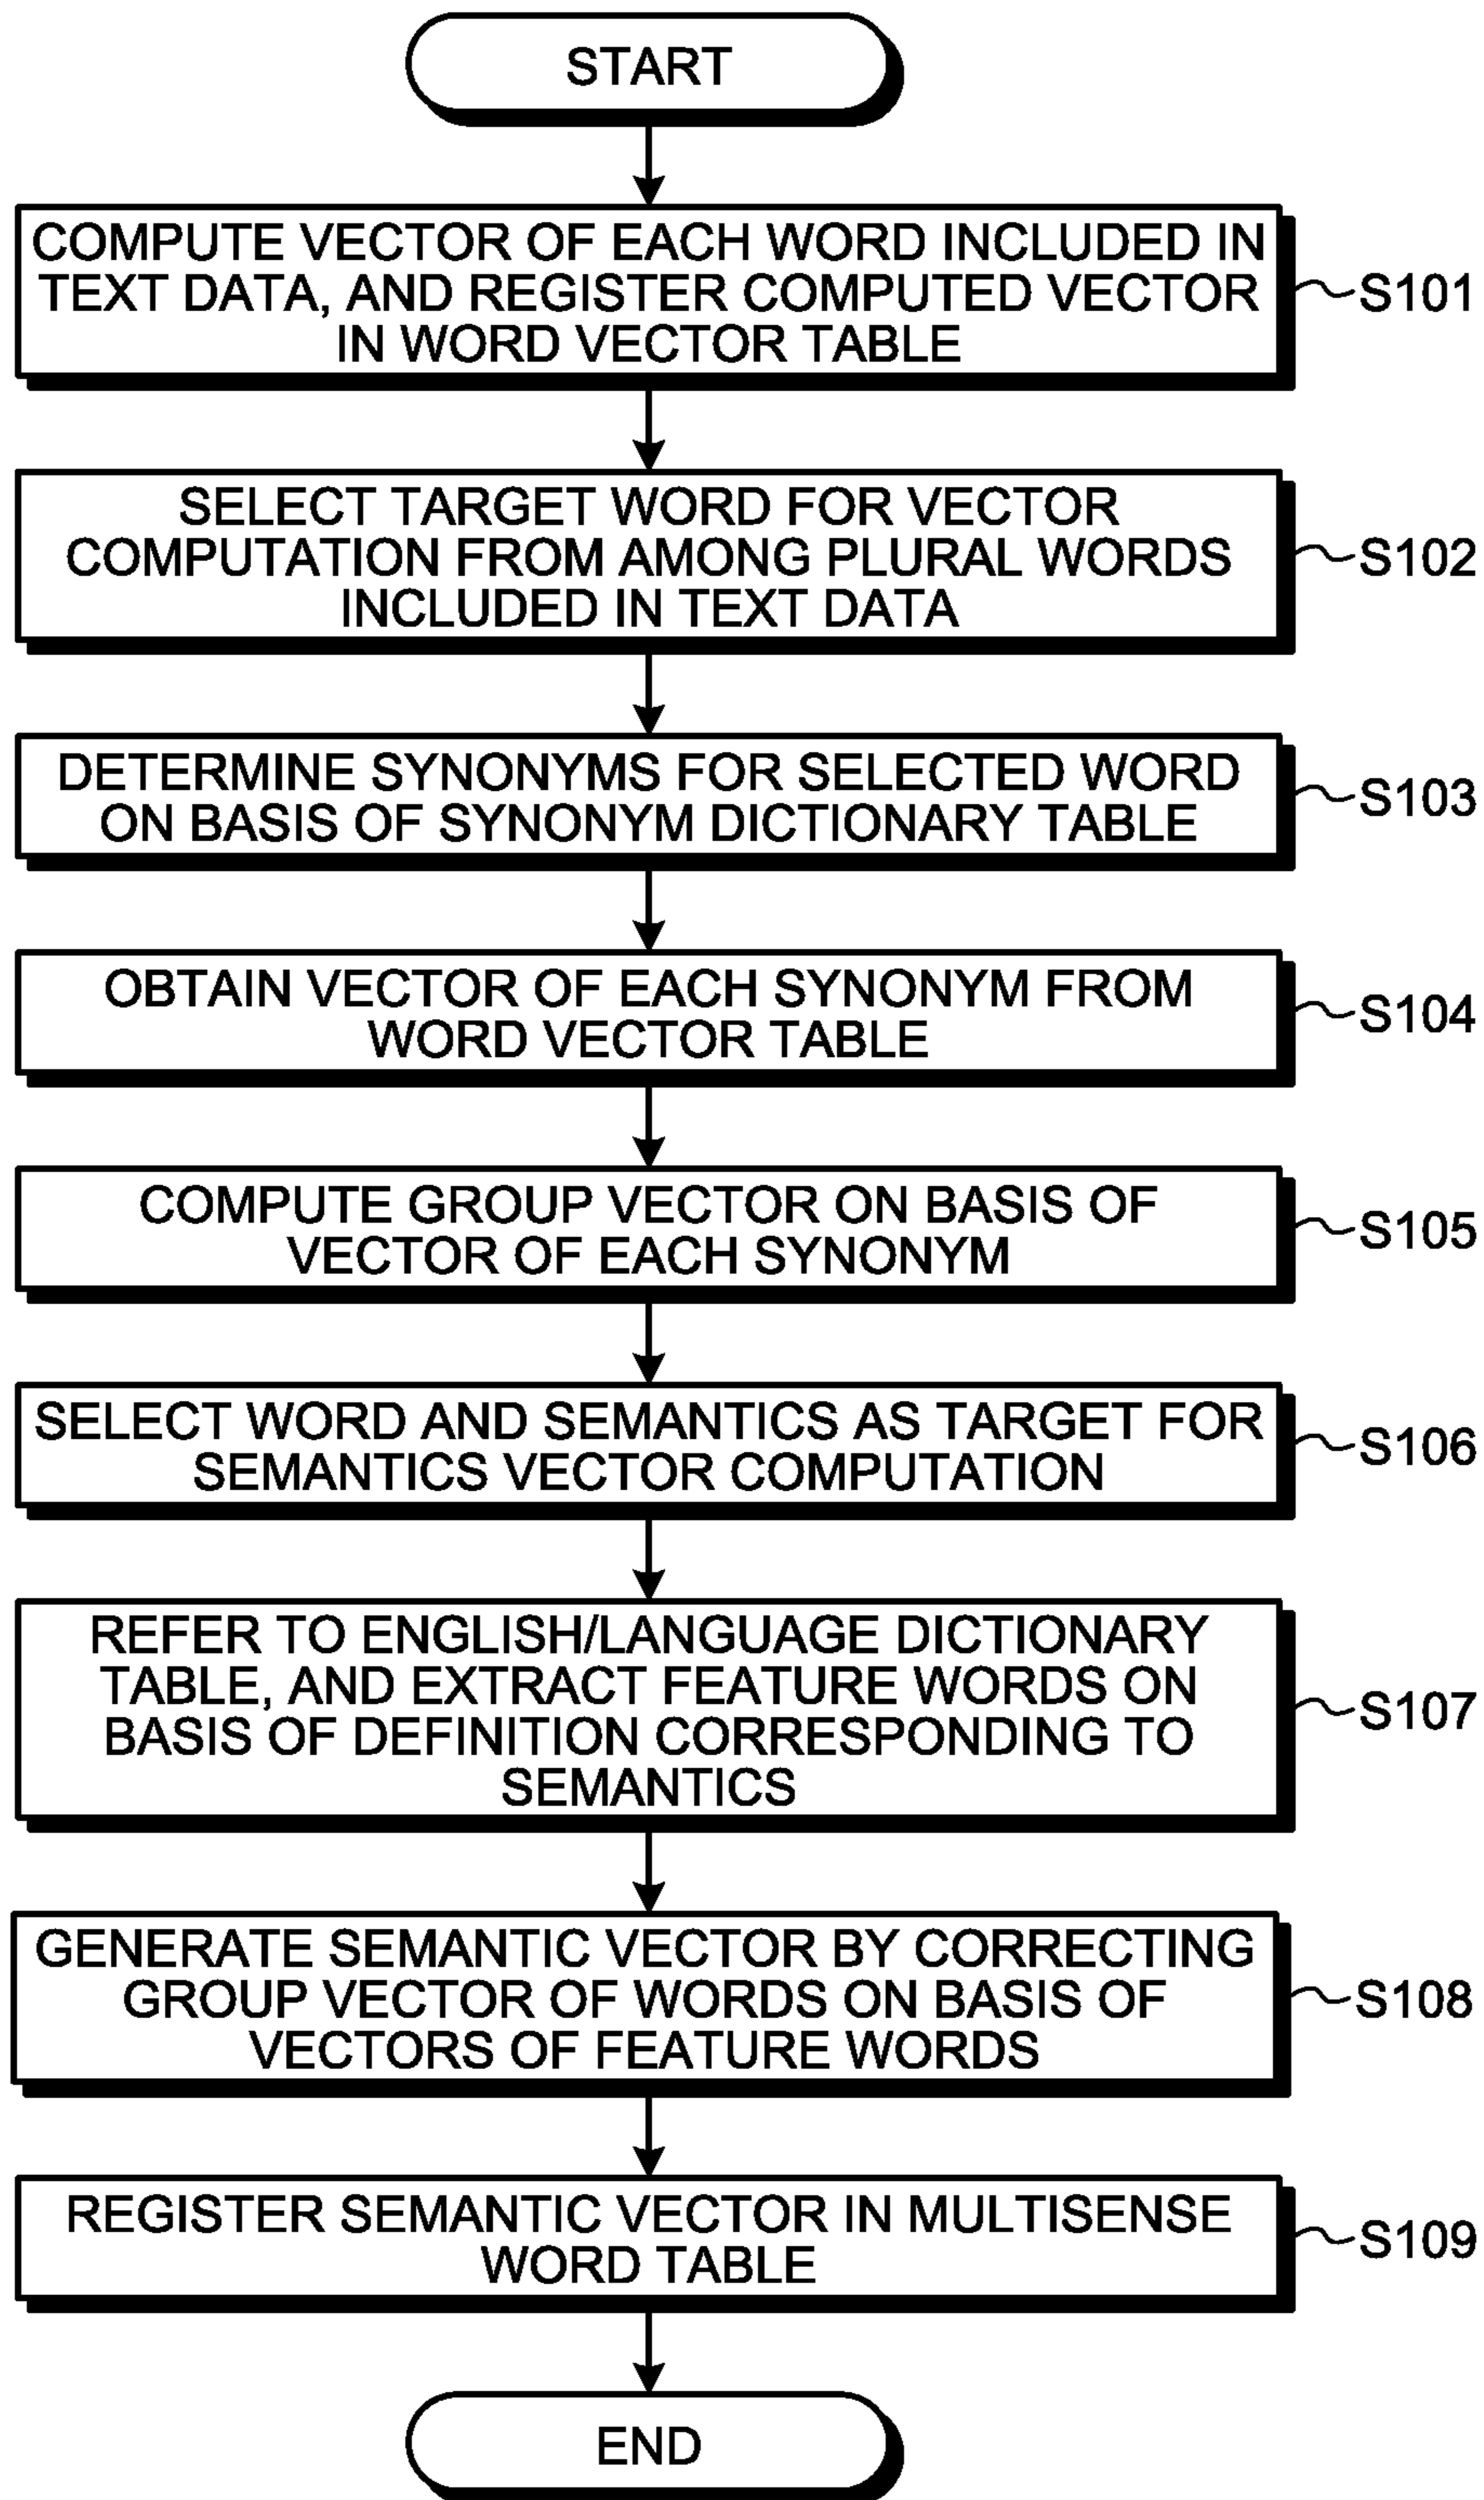 START
COMPUTE VECTOR OF EACH WORD INCLUDED IN
TEXT DATA, AND REGISTER COMPUTED VECTOR
IN WORD VECTOR TABLE
S101
SELECT TARGET WORD FOR VECTOR
COMPUTATION FROM AMONG PLURAL WORDS
INCLUDED IN TEXT DATA
S102
DETERMINE SYNONYMS FOR SELECTED WORD
ON BASIS OF SYNONYM DICTIONARY TABLE
S103
OBTAIN VECTOR OF EACH SYNONYM FROM
WORD VECTOR TABLE
S104
COMPUTE GROUP VECTOR ON BASIS OF
VECTOR OF EACH SYNONYM
S105
SELECT WORD AND SEMANTICS AS TARGET FOR
SEMANTICS VECTOR COMPUTATION
S106
REFER TO ENGLISH/LANGUAGE DICTIONARY
TABLE, AND EXTRACT FEATURE WORDS ON
BASIS OF DEFINITION CORRESPONDING TO
SEMANTICS
S107
GENERATE SEMANTIC VECTOR BY CORRECTING
GROUP VECTOR OF WORDS ON BASIS OF
VECTORS OF FEATURE WORDS
S108
REGISTER SEMANTIC VECTOR IN MULTISENSE
WORD TABLE
S109
END